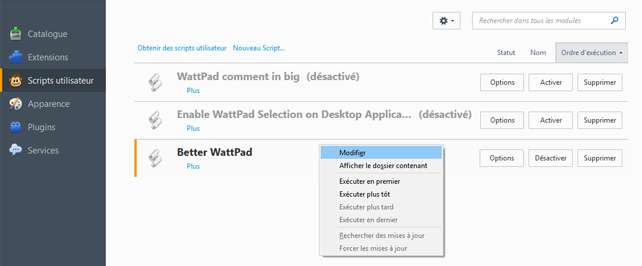 Rechercher dans tous les modules
Catalogue
Extensions
Scripts utilisateur
Apparence
Plugins
Services
Obtenir des scripts utilisateur Nouveau Script...
Statut Nom Ordre d'exécution
WattPad comment in big (désactivé)
Plus
Options Activer Supprimer
Enable WattPad Selection on Desktop Applica... (désactivé)
Plus
Options Activer Supprimer
Better WattPad
Plus
Options Désactiver Supprimer
Modifier
Afficher le dossier contenant
Exécuter en premier
Exécuter plus tôt
Exécuter plus tard
Exécuter en dernier
Rechercher des mises à jour
Forcer les mises à jour